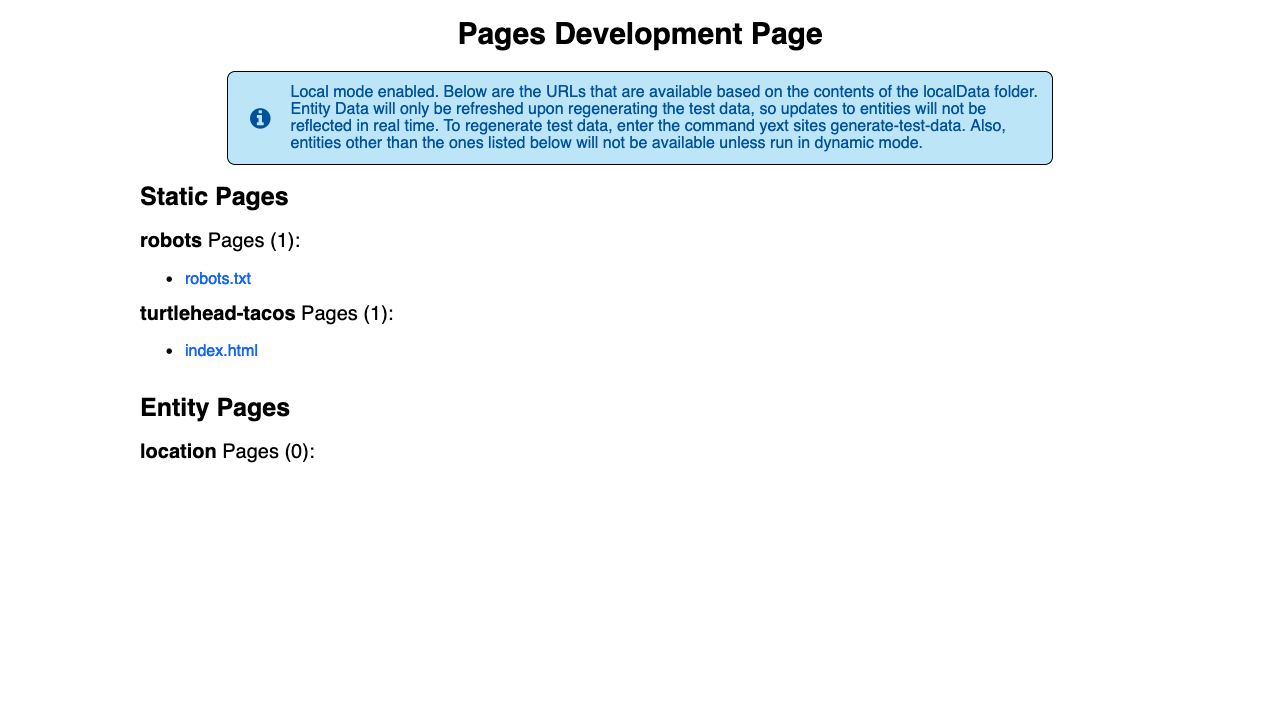 Pages Development Page
Local mode enabled. Below are the URLs that are available based on the contents of the localData folder.
Entity Data will only be refreshed upon regenerating the test data, so updates to entities will not be
reflected in real time. To regenerate test data, enter the command yext sites generate-test-data. Also,
entities other than the ones listed below will not be available unless run in dynamic mode.
Static Pages
robots Pages (1):
• robots.txt
turtlehead-tacos Pages (1):
• index.html
Entity Pages
location Pages (0):